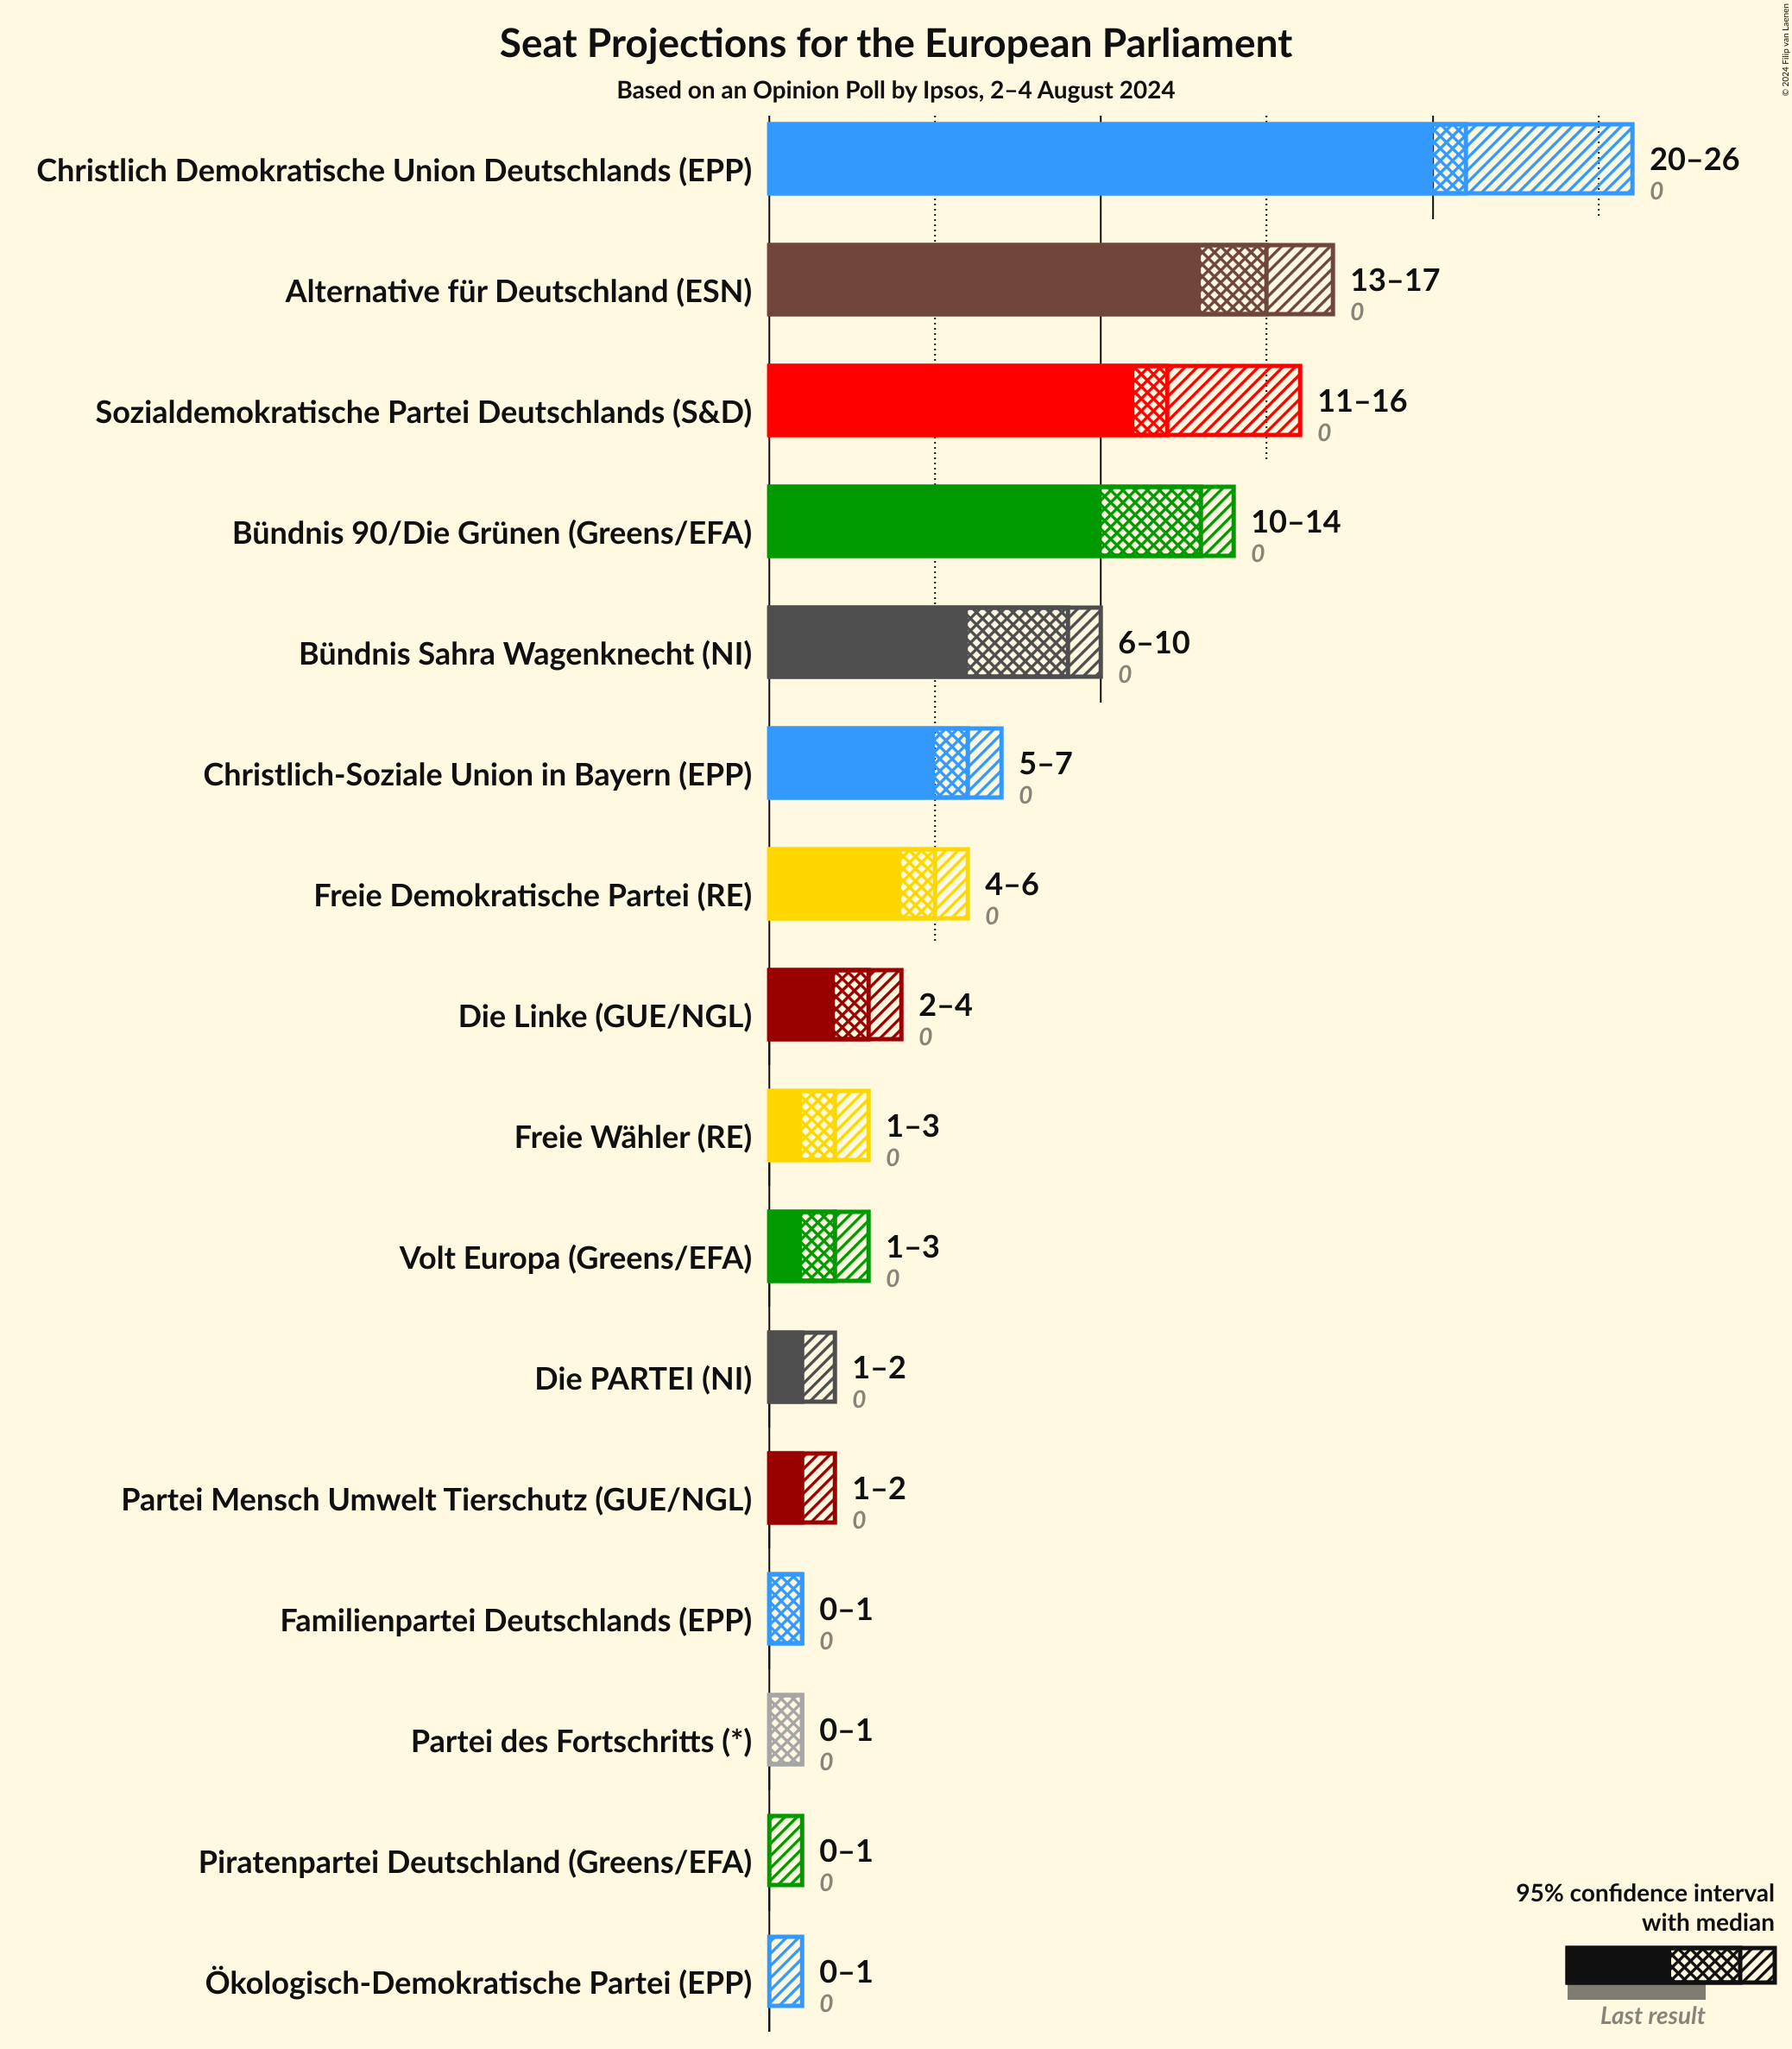 Seat Projections for the European Parliament
Based on an Opinion Poll by Ipsos, 2–4 August 2024
© 2024 Filip van Laenen
Christlich Demokratische Union Deutschlands (EPP)
20–26
0
Alternative für Deutschland (ESN)
13–17
0
Sozialdemokratische Partei Deutschlands (S&D)
11–16
0
Bündnis 90/Die Grünen (Greens/EFA)
10–14
0
Bündnis Sahra Wagenknecht (NI)
6–10
0
Christlich-Soziale Union in Bayern (EPP)
5–7
0
Freie Demokratische Partei (RE)
4–6
0
Die Linke (GUE/NGL)
2–4
0
Freie Wähler (RE)
1–3
0
Volt Europa (Greens/EFA)
1–3
0
Die PARTEI (NI)
1–2
0
Partei Mensch Umwelt Tierschutz (GUE/NGL)
1–2
0
Familienpartei Deutschlands (EPP)
0–1
0
Partei des Fortschritts (*)
0–1
0
Piratenpartei Deutschland (Greens/EFA)
0–1
0
Ökologisch-Demokratische Partei (EPP)
0–1
0
95% confidence interval
with median
Last result